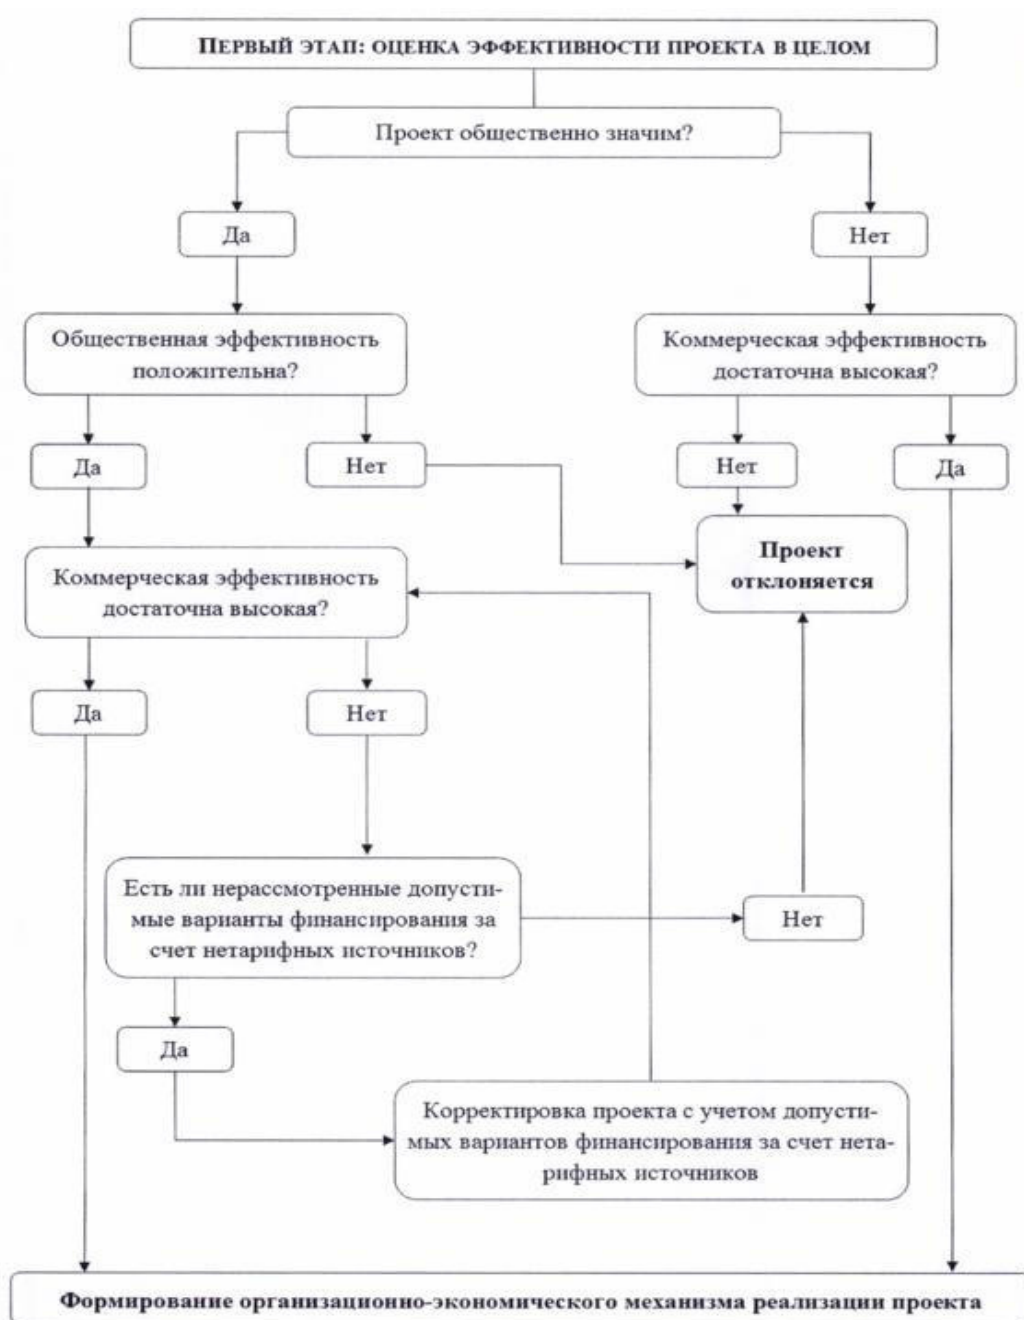 ПЕРВЫЙ ЭТАП: ОЦЕНКА ЭФФЕКТИВНОСТИ ПРОЕКТА В ЦЕЛОМ
Проект общественно значим?
Да
Нет
Общественная эффективность
положительна?
Коммерческая эффективность
достаточна высокая?
Да
Нет
Нет
Да
Проект
отклоняется
Коммерческая эффективность
достаточна высокая?
Да
Нет
Есть ли нерассмотренные допусти-
мые варианты финансирования за
счет нетарифных источников?
Нет
Да
Корректировка проекта с учетом допусти-
мых вариантов финансирования за счет нета-
рифных источников
Формирование организационно-экономического механизма реализации проекта